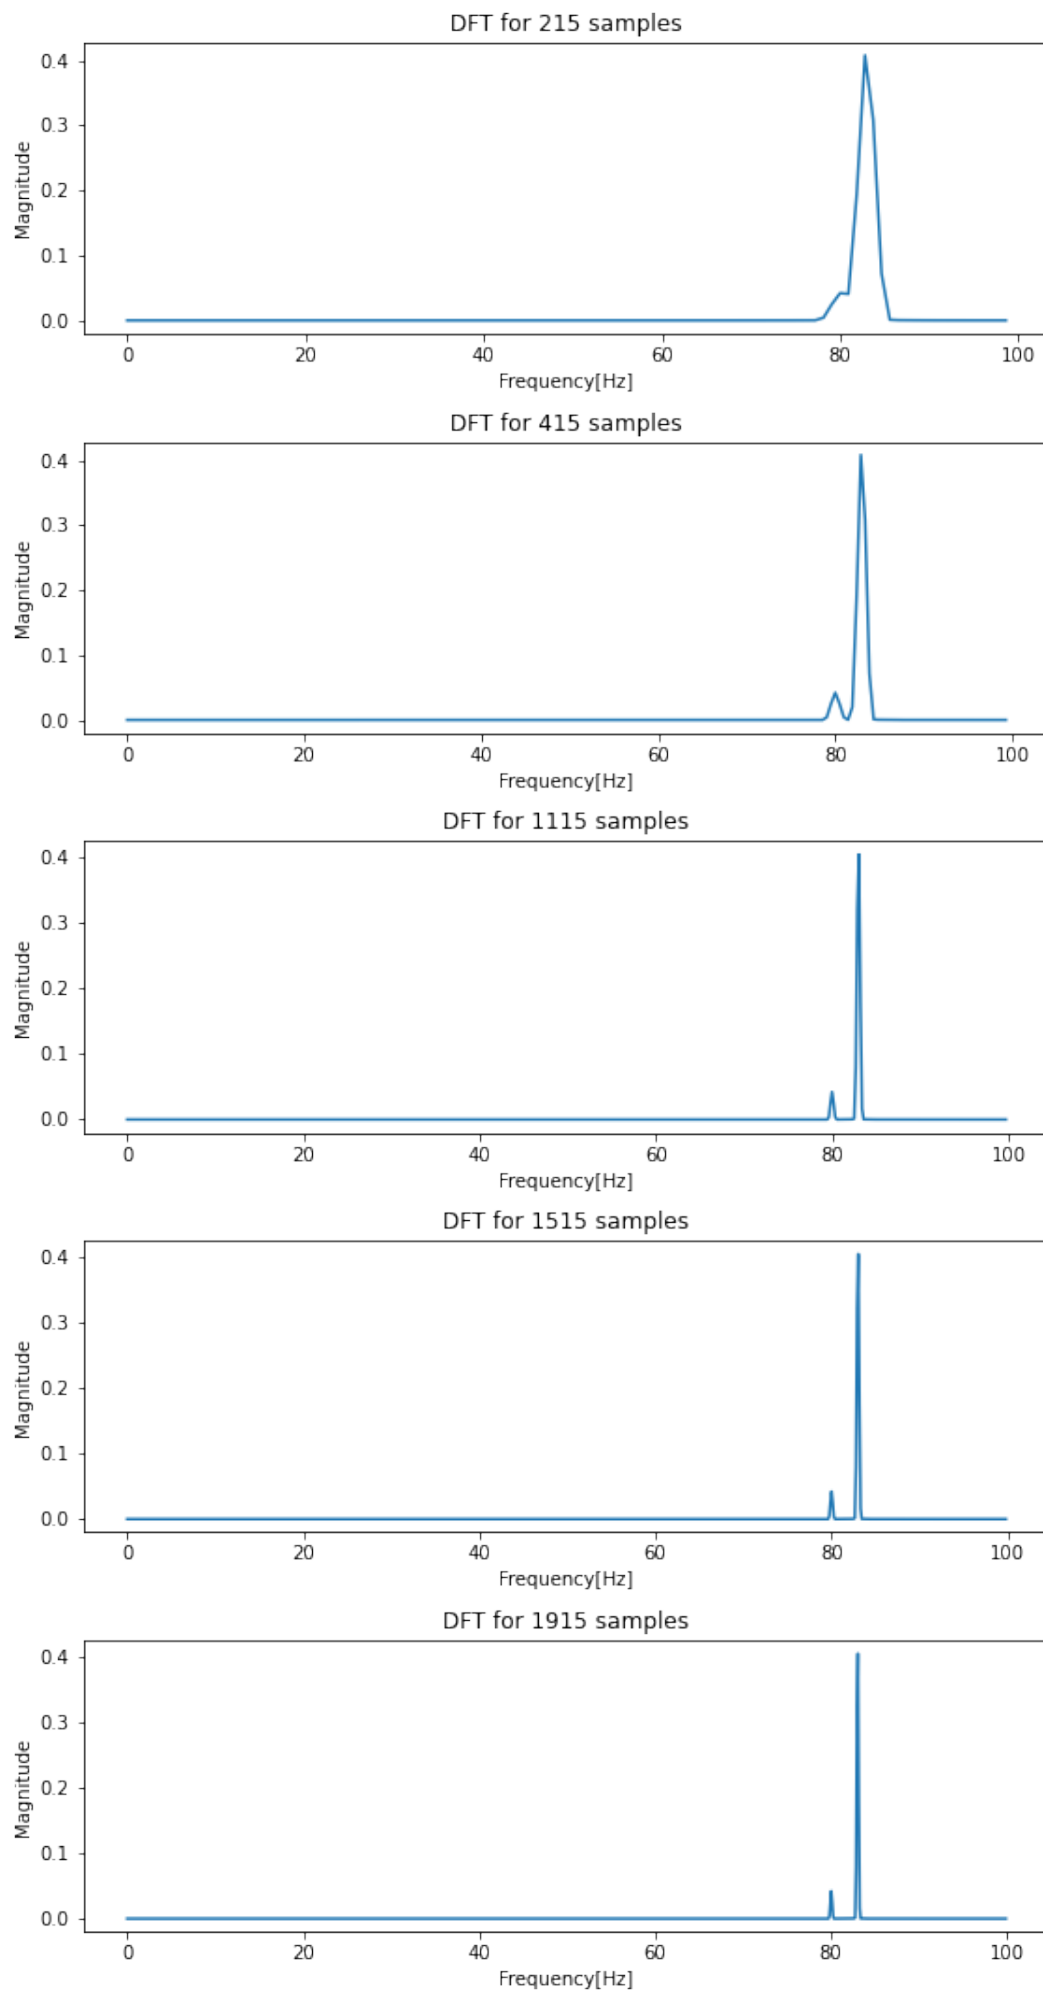 DFT for 215 samples
0.4
0.3
0.2
0.1
0.0
Magnitude
0 20 40 60 80 100
Frequency[Hz]
DFT for 415 samples
0.4
0.3
0.2
0.1
0.0
Magnitude
0 20 40 60 80 100
Frequency[Hz]
DFT for 1115 samples
0.4
0.3
0.2
0.1
0.0
Magnitude
0 20 40 60 80 100
Frequency[Hz]
DFT for 1515 samples
0.4
0.3
0.2
0.1
0.0
Magnitude
0 20 40 60 80 100
Frequency[Hz]
DFT for 1915 samples
0.4
0.3
0.2
0.1
0.0
Magnitude
0 20 40 60 80 100
Frequency[Hz]